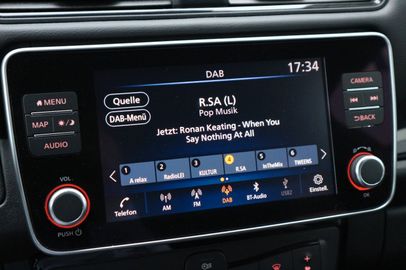 DAB
17:34
Quelle
DAB-Menü
R.SA (L)
Pop Musik
Jetzt: Ronan Keating - When You
Say Nothing At All
MENU
MAP
AUDIO
CAMERA
BACK
1 2 3 4 5 6
A relax RadioLEI KULTUR R.SA InTheMix TWEENS
Telefon AM FM DAB BT-Audio USB2 Einstell.
VOL.
PUSH
OK